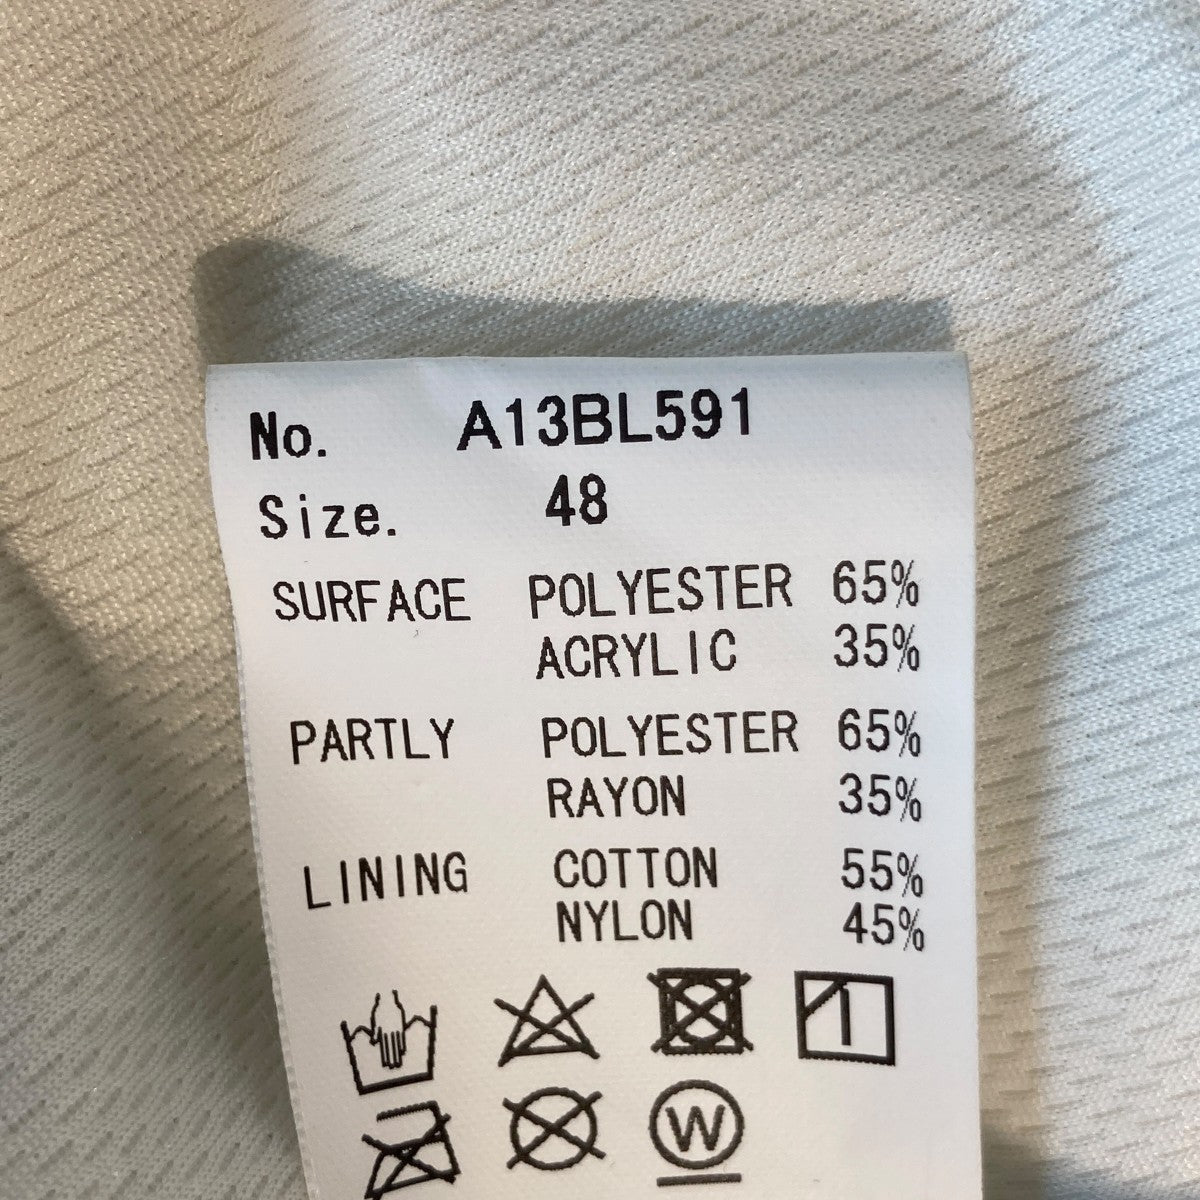 No. A13BL591
Size. 48
SURFACE POLYESTER 65%
ACRYLIC 35%
PARTLY POLYESTER 65%
RAYON 35%
LINING COTTON 55%
NYLON 45%
W